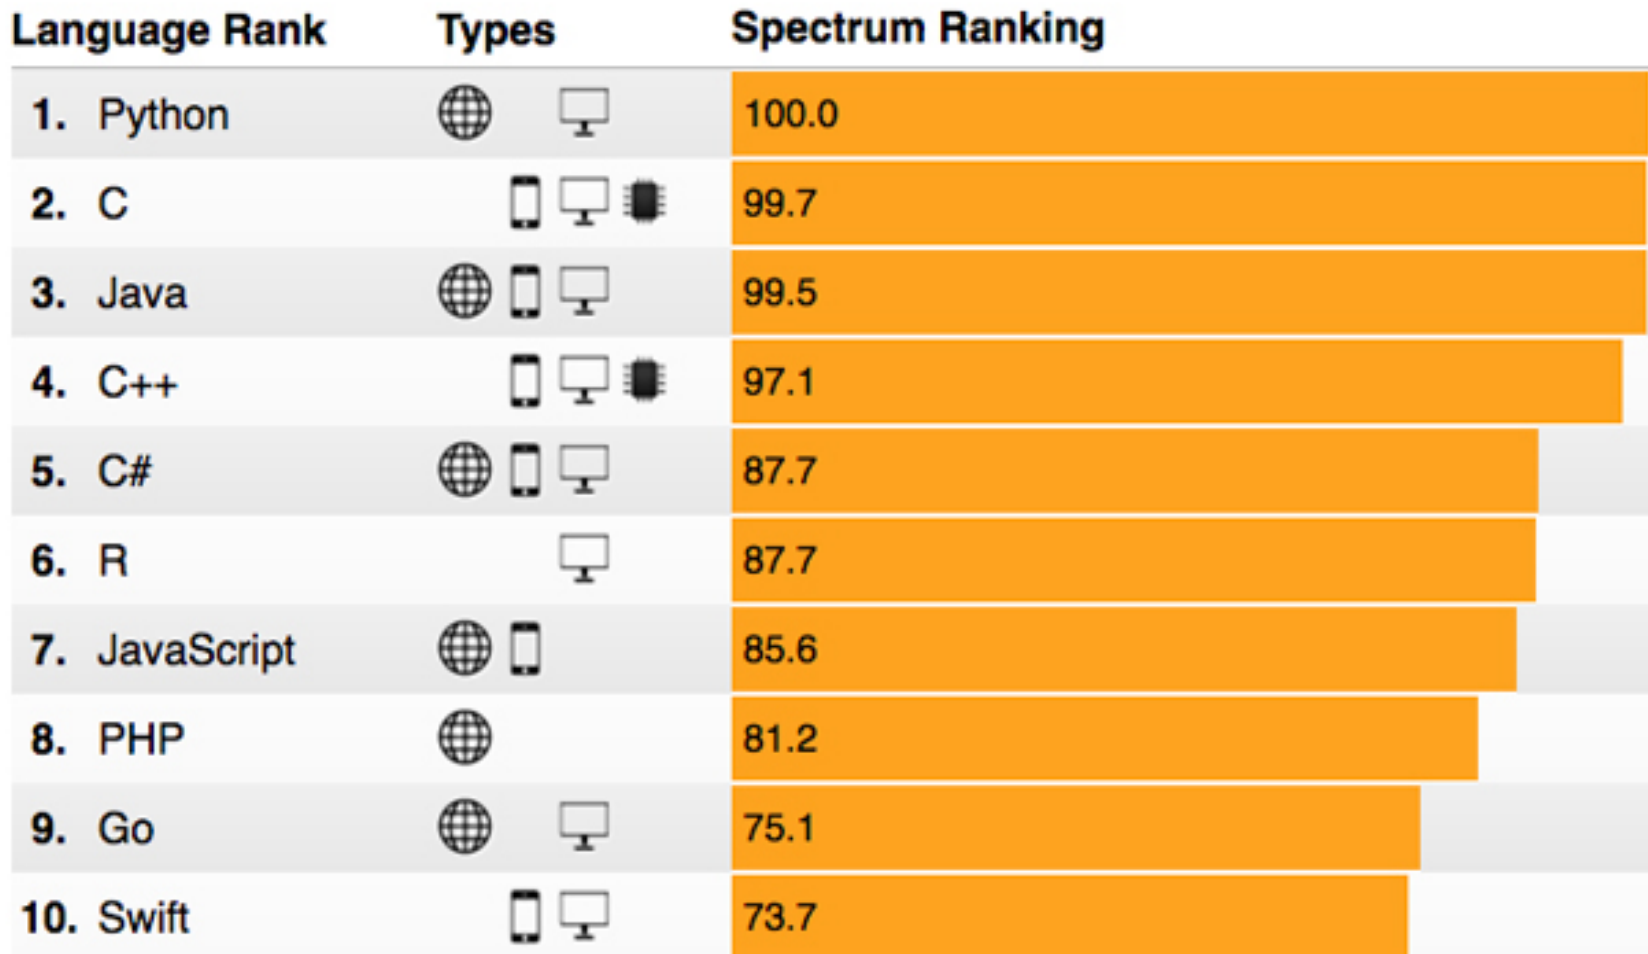 Language Rank Types Spectrum Ranking
1. Python 100.0
2. C 99.7
3. Java 99.5
4. C++ 97.1
5. C# 87.7
6. R 87.7
7. JavaScript 85.6
8. PHP 81.2
9. Go 75.1
10. Swift 73.7